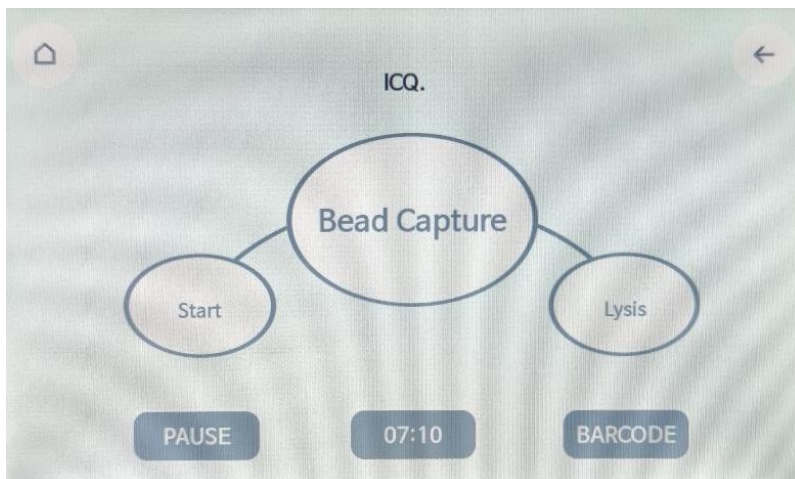 ICQ.
Bead Capture
Start
Lysis
PAUSE
07:10
BARCODE